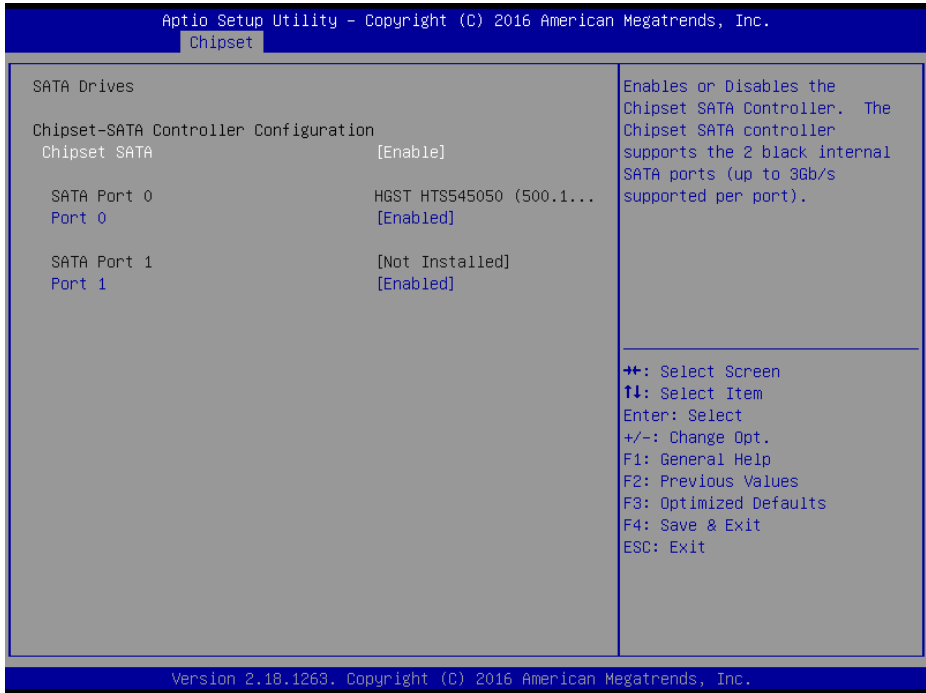 Aptio Setup Utility – Copyright (C) 2016 American Megatrends, Inc.
Chipset
SATA Drives
Chipset-SATA Controller Configuration
Chipset SATA [Enable]
SATA Port 0 HGST HTS545050 (500.1...
Port 0 [Enabled]
SATA Port 1 [Not Installed]
Port 1 [Enabled]
Enables or Disables the
Chipset SATA Controller. The
Chipset SATA controller
supports the 2 black internal
SATA ports (up to 3Gb/s
supported per port).
→←: Select Screen
↑↓: Select Item
Enter: Select
+/-: Change Opt.
F1: General Help
F2: Previous Values
F3: Optimized Defaults
F4: Save & Exit
ESC: Exit
Version 2.18.1263. Copyright (C) 2016 American Megatrends, Inc.